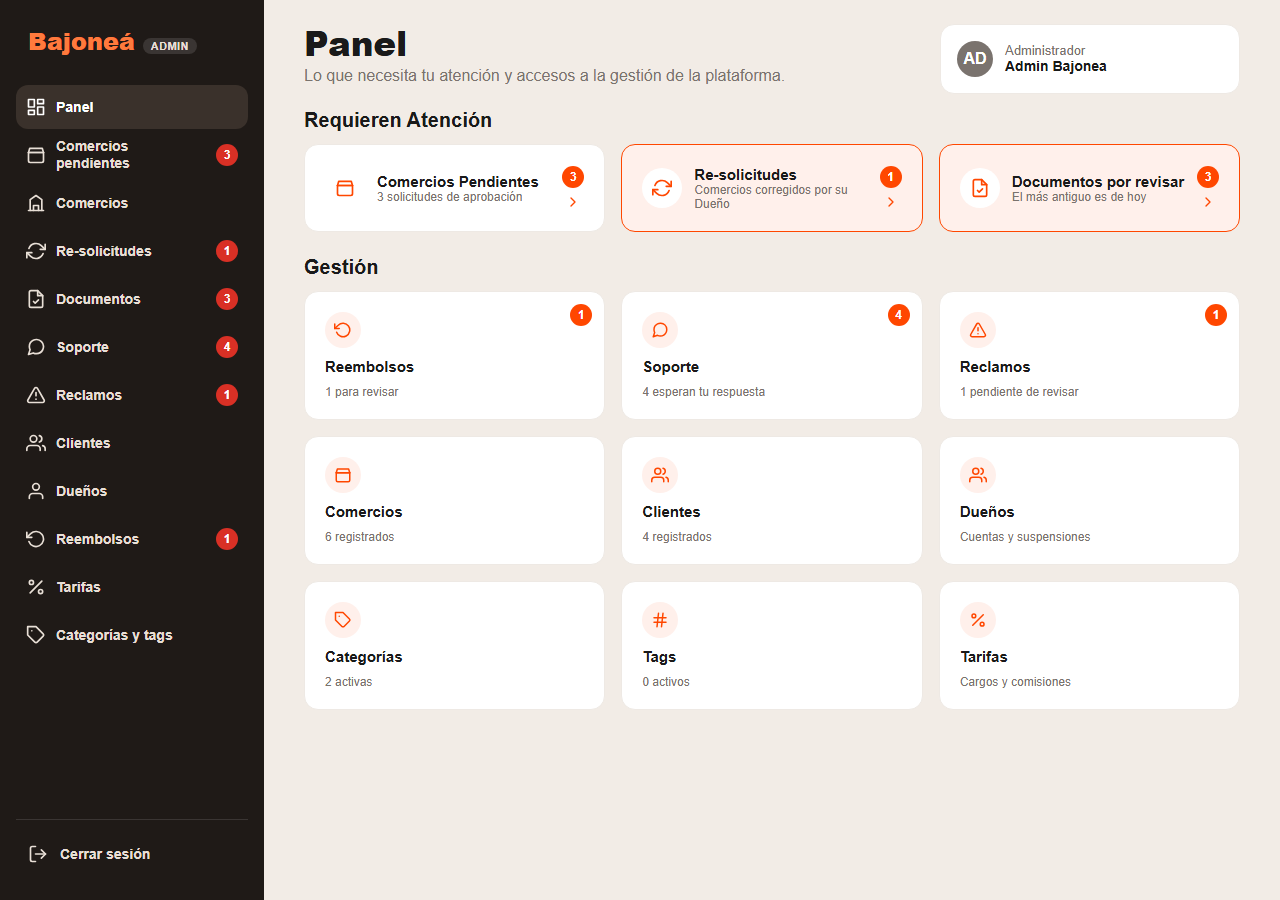 Bajoneá ADMIN
Panel
Comercios
pendientes
3
Comercios
Re-solicitudes
1
Documentos
3
Soporte
4
Reclamos
1
Clientes
Dueños
Reembolsos
1
Tarifas
Categorías y tags
Cerrar sesión
Panel
Lo que necesita tu atención y accesos a la gestión de la plataforma.
AD
Administrador
Admin Bajonea
Requieren Atención
Comercios Pendientes
3 solicitudes de aprobación
3
Re-solicitudes
Comercios corregidos por su
Dueño
1
Documentos por revisar
El más antiguo es de hoy
3
Gestión
1
Reembolsos
1 para revisar
4
Soporte
4 esperan tu respuesta
1
Reclamos
1 pendiente de revisar
Comercios
6 registrados
Clientes
4 registrados
Dueños
Cuentas y suspensiones
Categorías
2 activas
Tags
0 activos
Tarifas
Cargos y comisiones